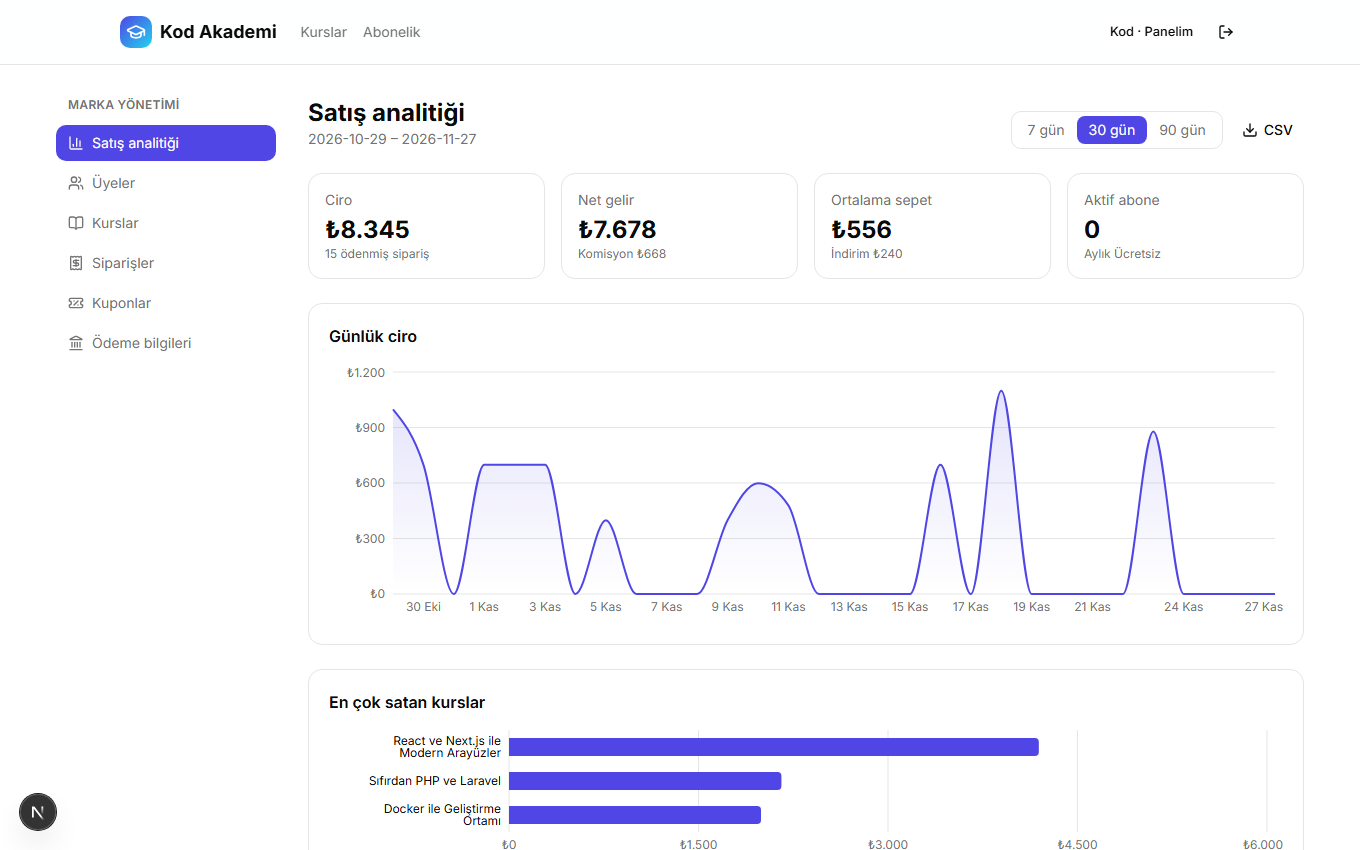 Kod Akademi
Kurslar
Abonelik
Kod · Panelim
MARKA YÖNETİMİ
Satış analitiği
Üyeler
Kurslar
Siparişler
Kuponlar
Ödeme bilgileri
Satış analitiği
2026-10-29 – 2026-11-27
7 gün
30 gün
90 gün
CSV
Ciro
₺8.345
15 ödenmiş sipariş
Net gelir
₺7.678
Komisyon ₺668
Ortalama sepet
₺556
İndirim ₺240
Aktif abone
0
Aylık Ücretsiz
Günlük ciro
₺1.200
₺900
₺600
₺300
₺0
30 Eki
1 Kas
3 Kas
5 Kas
7 Kas
9 Kas
11 Kas
13 Kas
15 Kas
17 Kas
19 Kas
21 Kas
24 Kas
27 Kas
En çok satan kurslar
React ve Next.js ile
Modern Arayüzler
Sıfırdan PHP ve Laravel
Docker ile Geliştirme
Ortamı
₺0
₺1.500
₺3.000
₺4.500
₺6.000
N